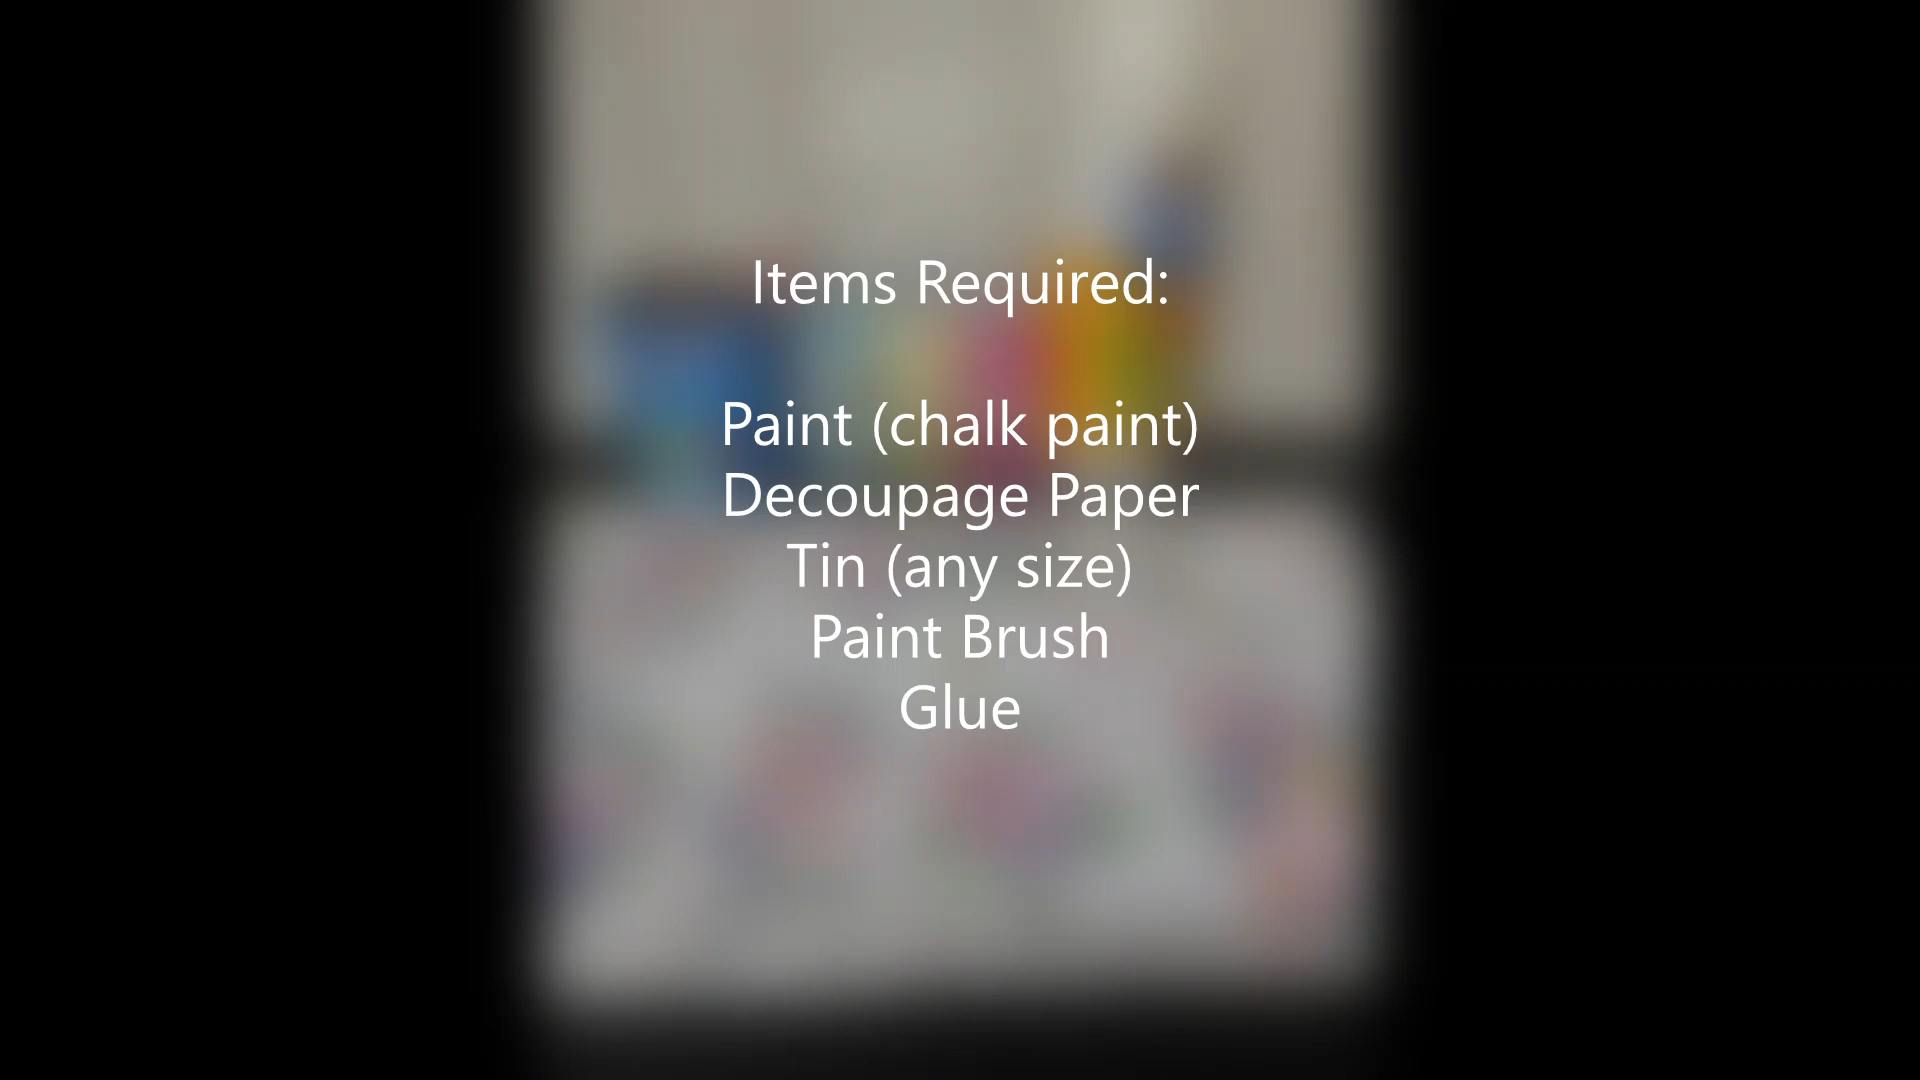 Items Required:
Paint (chalk paint)
Decoupage Paper
Tin (any size)
Paint Brush
Glue